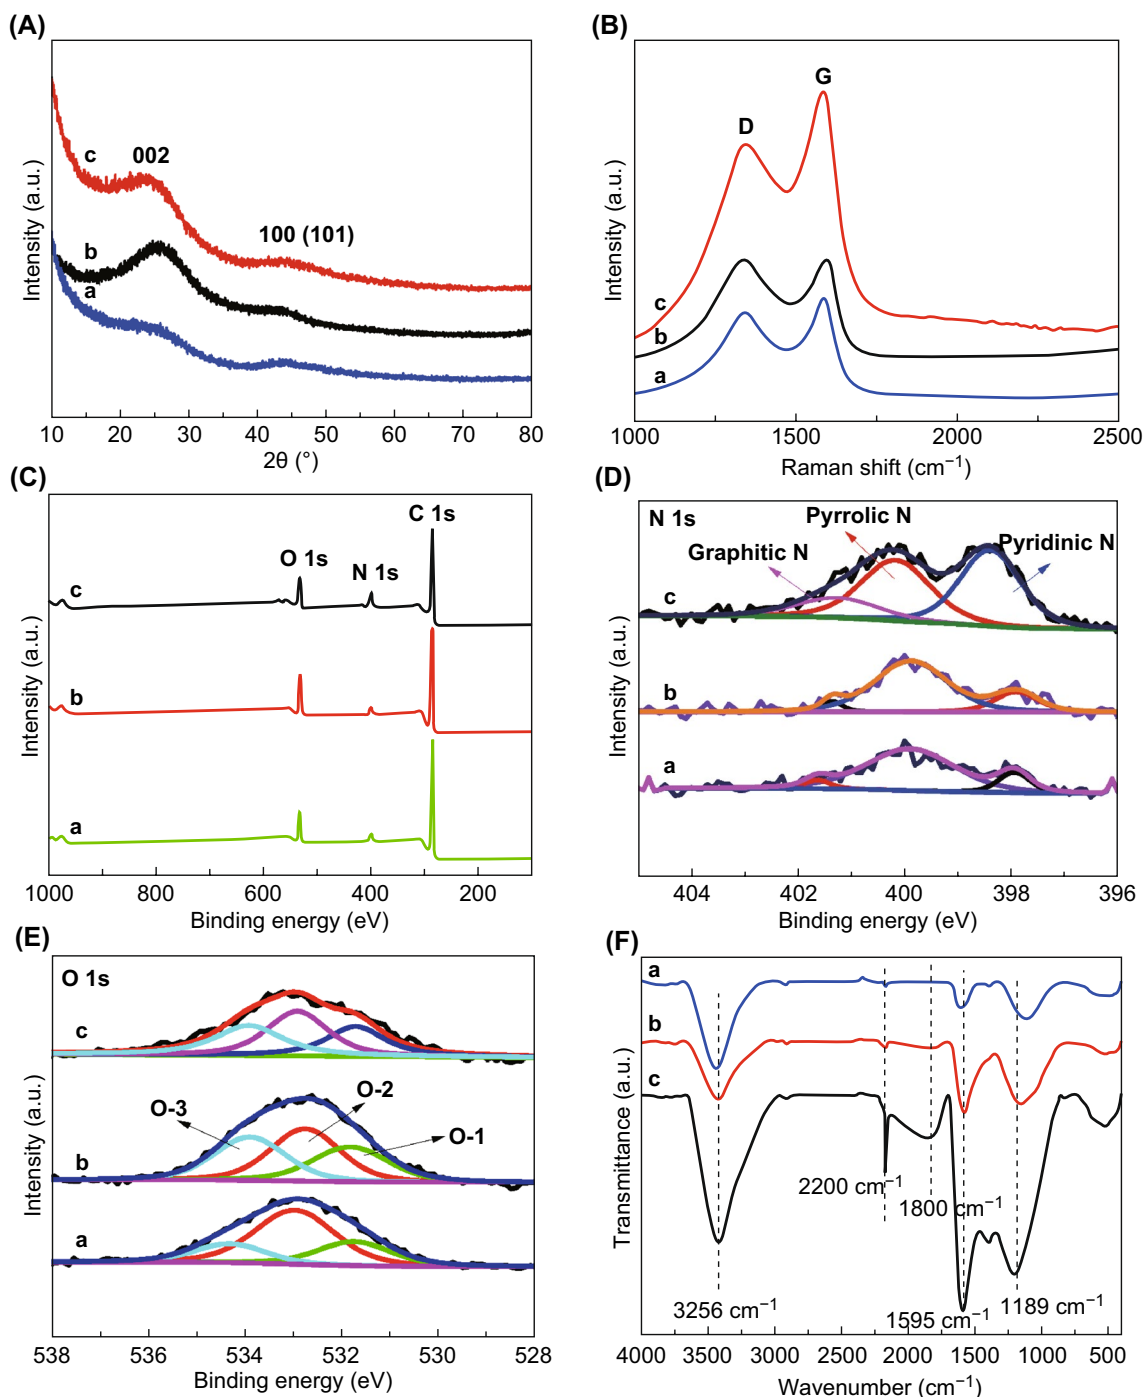 (A)
Intensity (a.u.)
c
002
b
100 (101)
a
10 20 30 40 50 60 70 80
2θ (°)
(B)
Intensity (a.u.)
G
D
c
b
a
1000 1500 2000 2500
Raman shift (cm−1)
(C)
Intensity (a.u.)
C 1s
O 1s
N 1s
c
b
a
1000 800 600 400 200
Binding energy (eV)
(D)
Intensity (a.u.)
N 1s
Pyrrolic N
Graphitic N
Pyridinic N
c
b
a
404 402 400 398 396
Binding energy (eV)
(E)
Intensity (a.u.)
O 1s
c
O-3
O-2
O-1
b
a
538 536 534 532 530 528
Binding energy (eV)
(F)
Transmittance (a.u.)
a
b
c
2200 cm−1
1800 cm−1
3256 cm−1
1595 cm−1
1189 cm−1
4000 3500 3000 2500 2000 1500 1000 500
Wavenumber (cm−1)